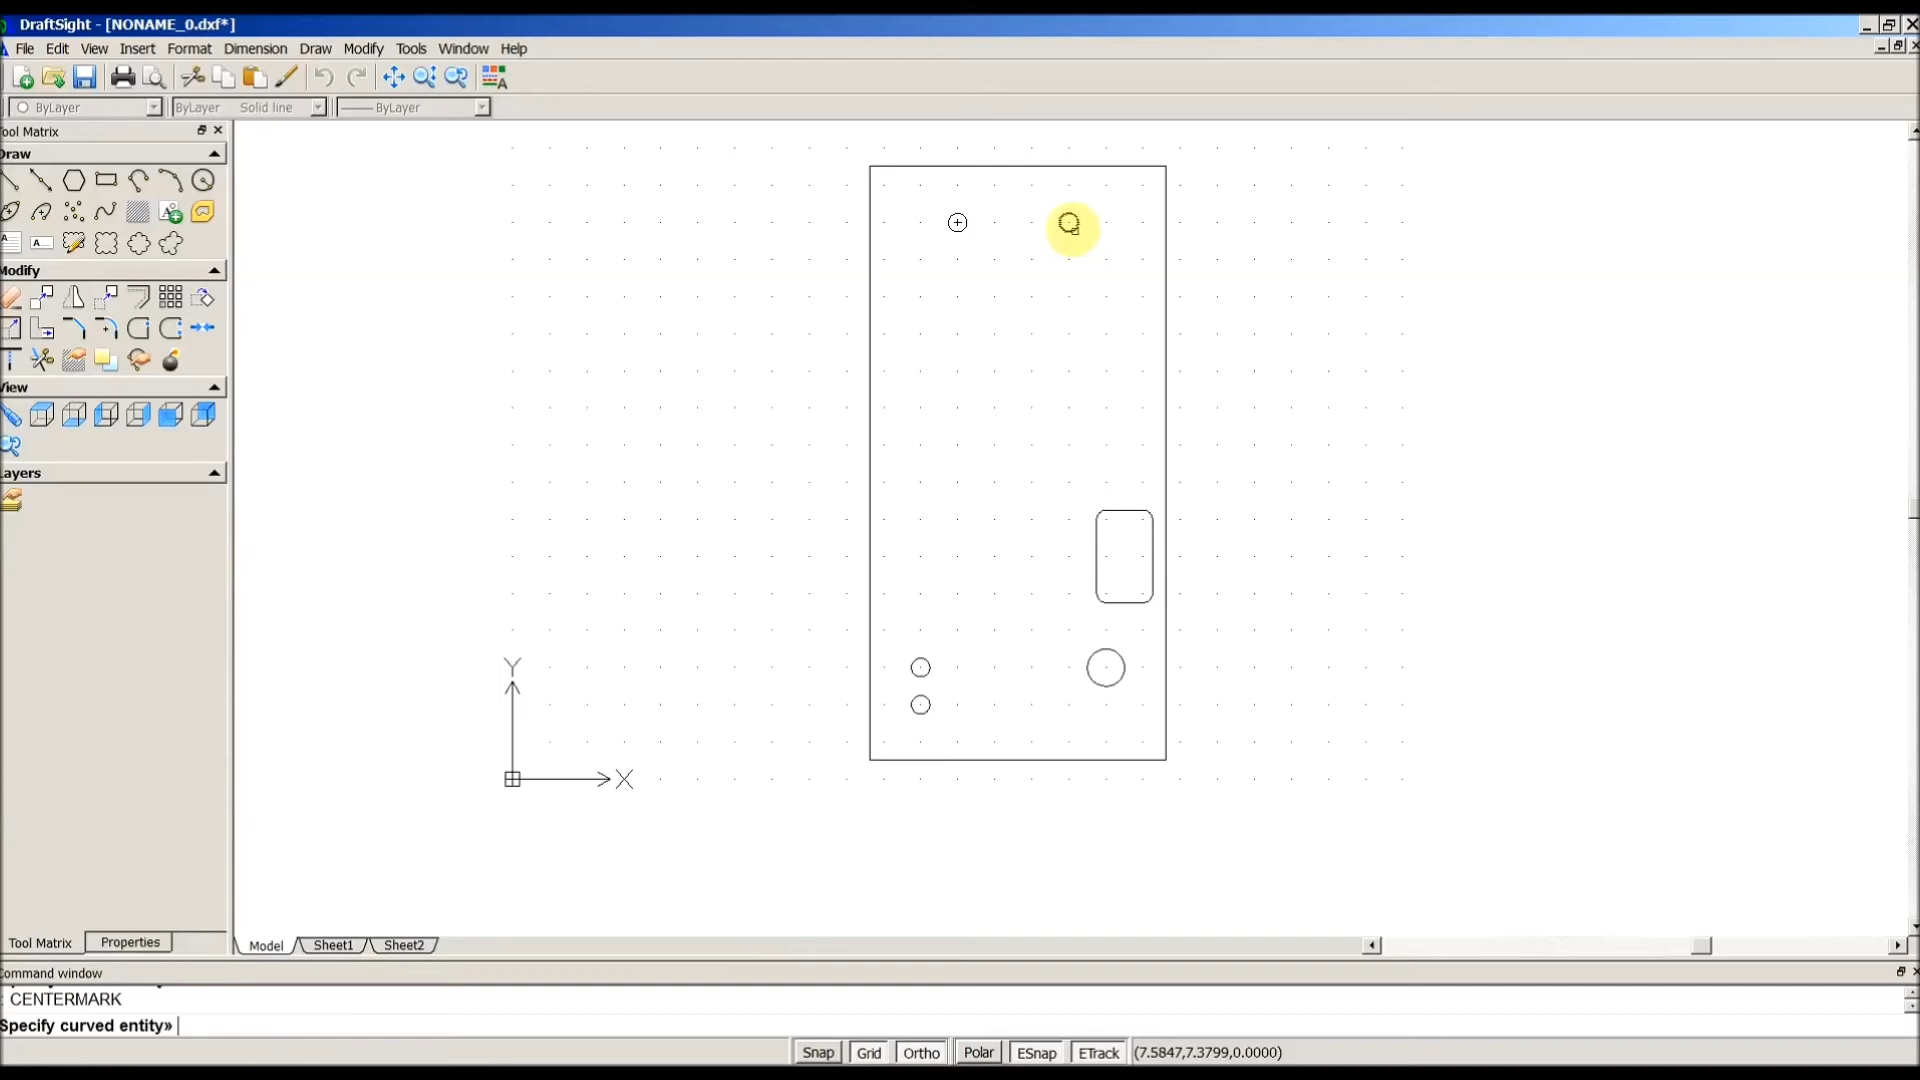 DraftSight - [NONAME_0.dxf*]
File Edit View Insert Format Dimension Draw Modify Tools Window Help
ByLayer ByLayer Solid line ByLayer
ool Matrix
Draw
Modify
View
ayers
Y
X
Tool Matrix Properties Model Sheet1 Sheet2
Command window
: CENTERMARK
Specify curved entity»
Snap Grid Ortho Polar ESnap ETrack (7.5847,7.3799,0.0000)